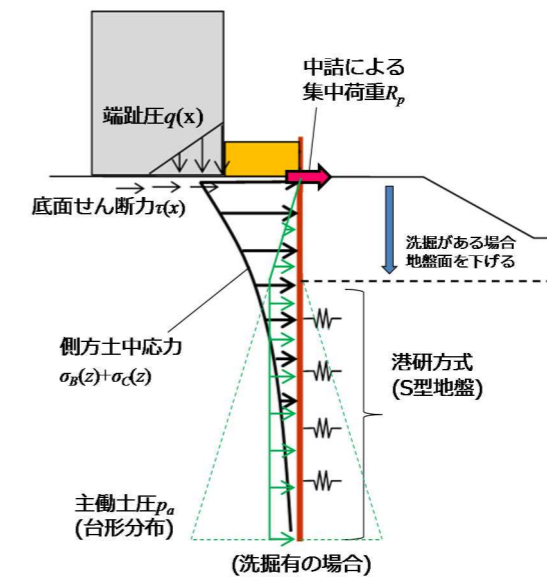 中詰による
集中荷重Rp
端趾圧q(x)
底面せん断力τ(x)
洗掘がある場合
地盤面を下げる
側方土中応力
σB(z)+σC(z)
港研方式
(S型地盤)
主働土圧pa
(台形分布)
(洗掘有の場合)